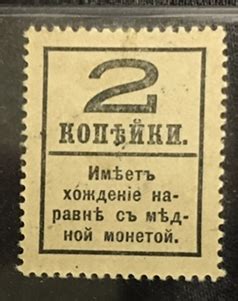 2
КОПѢЙКИ.
Имѣетъ
хожденіе на-
равнѣ съ мѣд-
ной монетой.